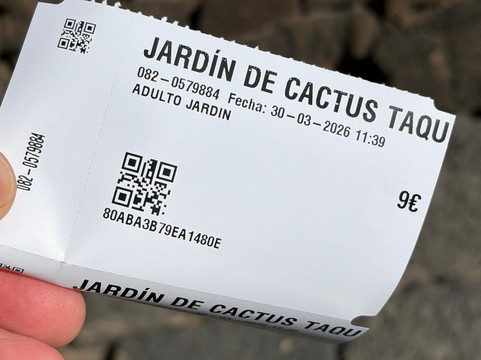 JARDÍN DE CACTUS TAQU
082-0579884 Fecha: 30-03-2026 11:39
ADULTO JARDIN
9€
80ABA3B79EA1480E
082-0579884
JARDÍN DE CACTUS TAQU